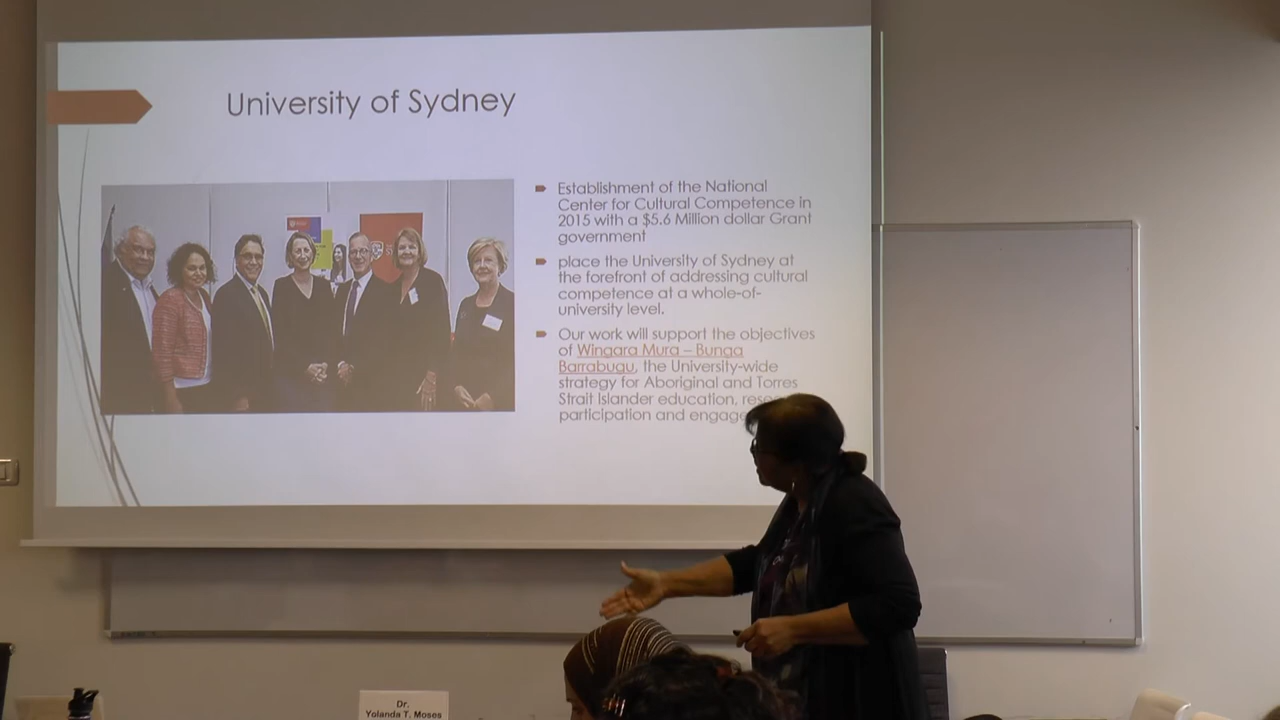 University of Sydney
Establishment of the National
Center for Cultural Competence in
2015 with a $5.6 Million dollar Grant
government
place the University of Sydney at
the forefront of addressing cultural
competence at a whole-of-
university level.
Our work will support the objectives
of Wingara Mura – Bunga
Barrabugu, the University-wide
strategy for Aboriginal and Torres
Strait Islander education,
participation and
Dr.
Yolanda T. Moses